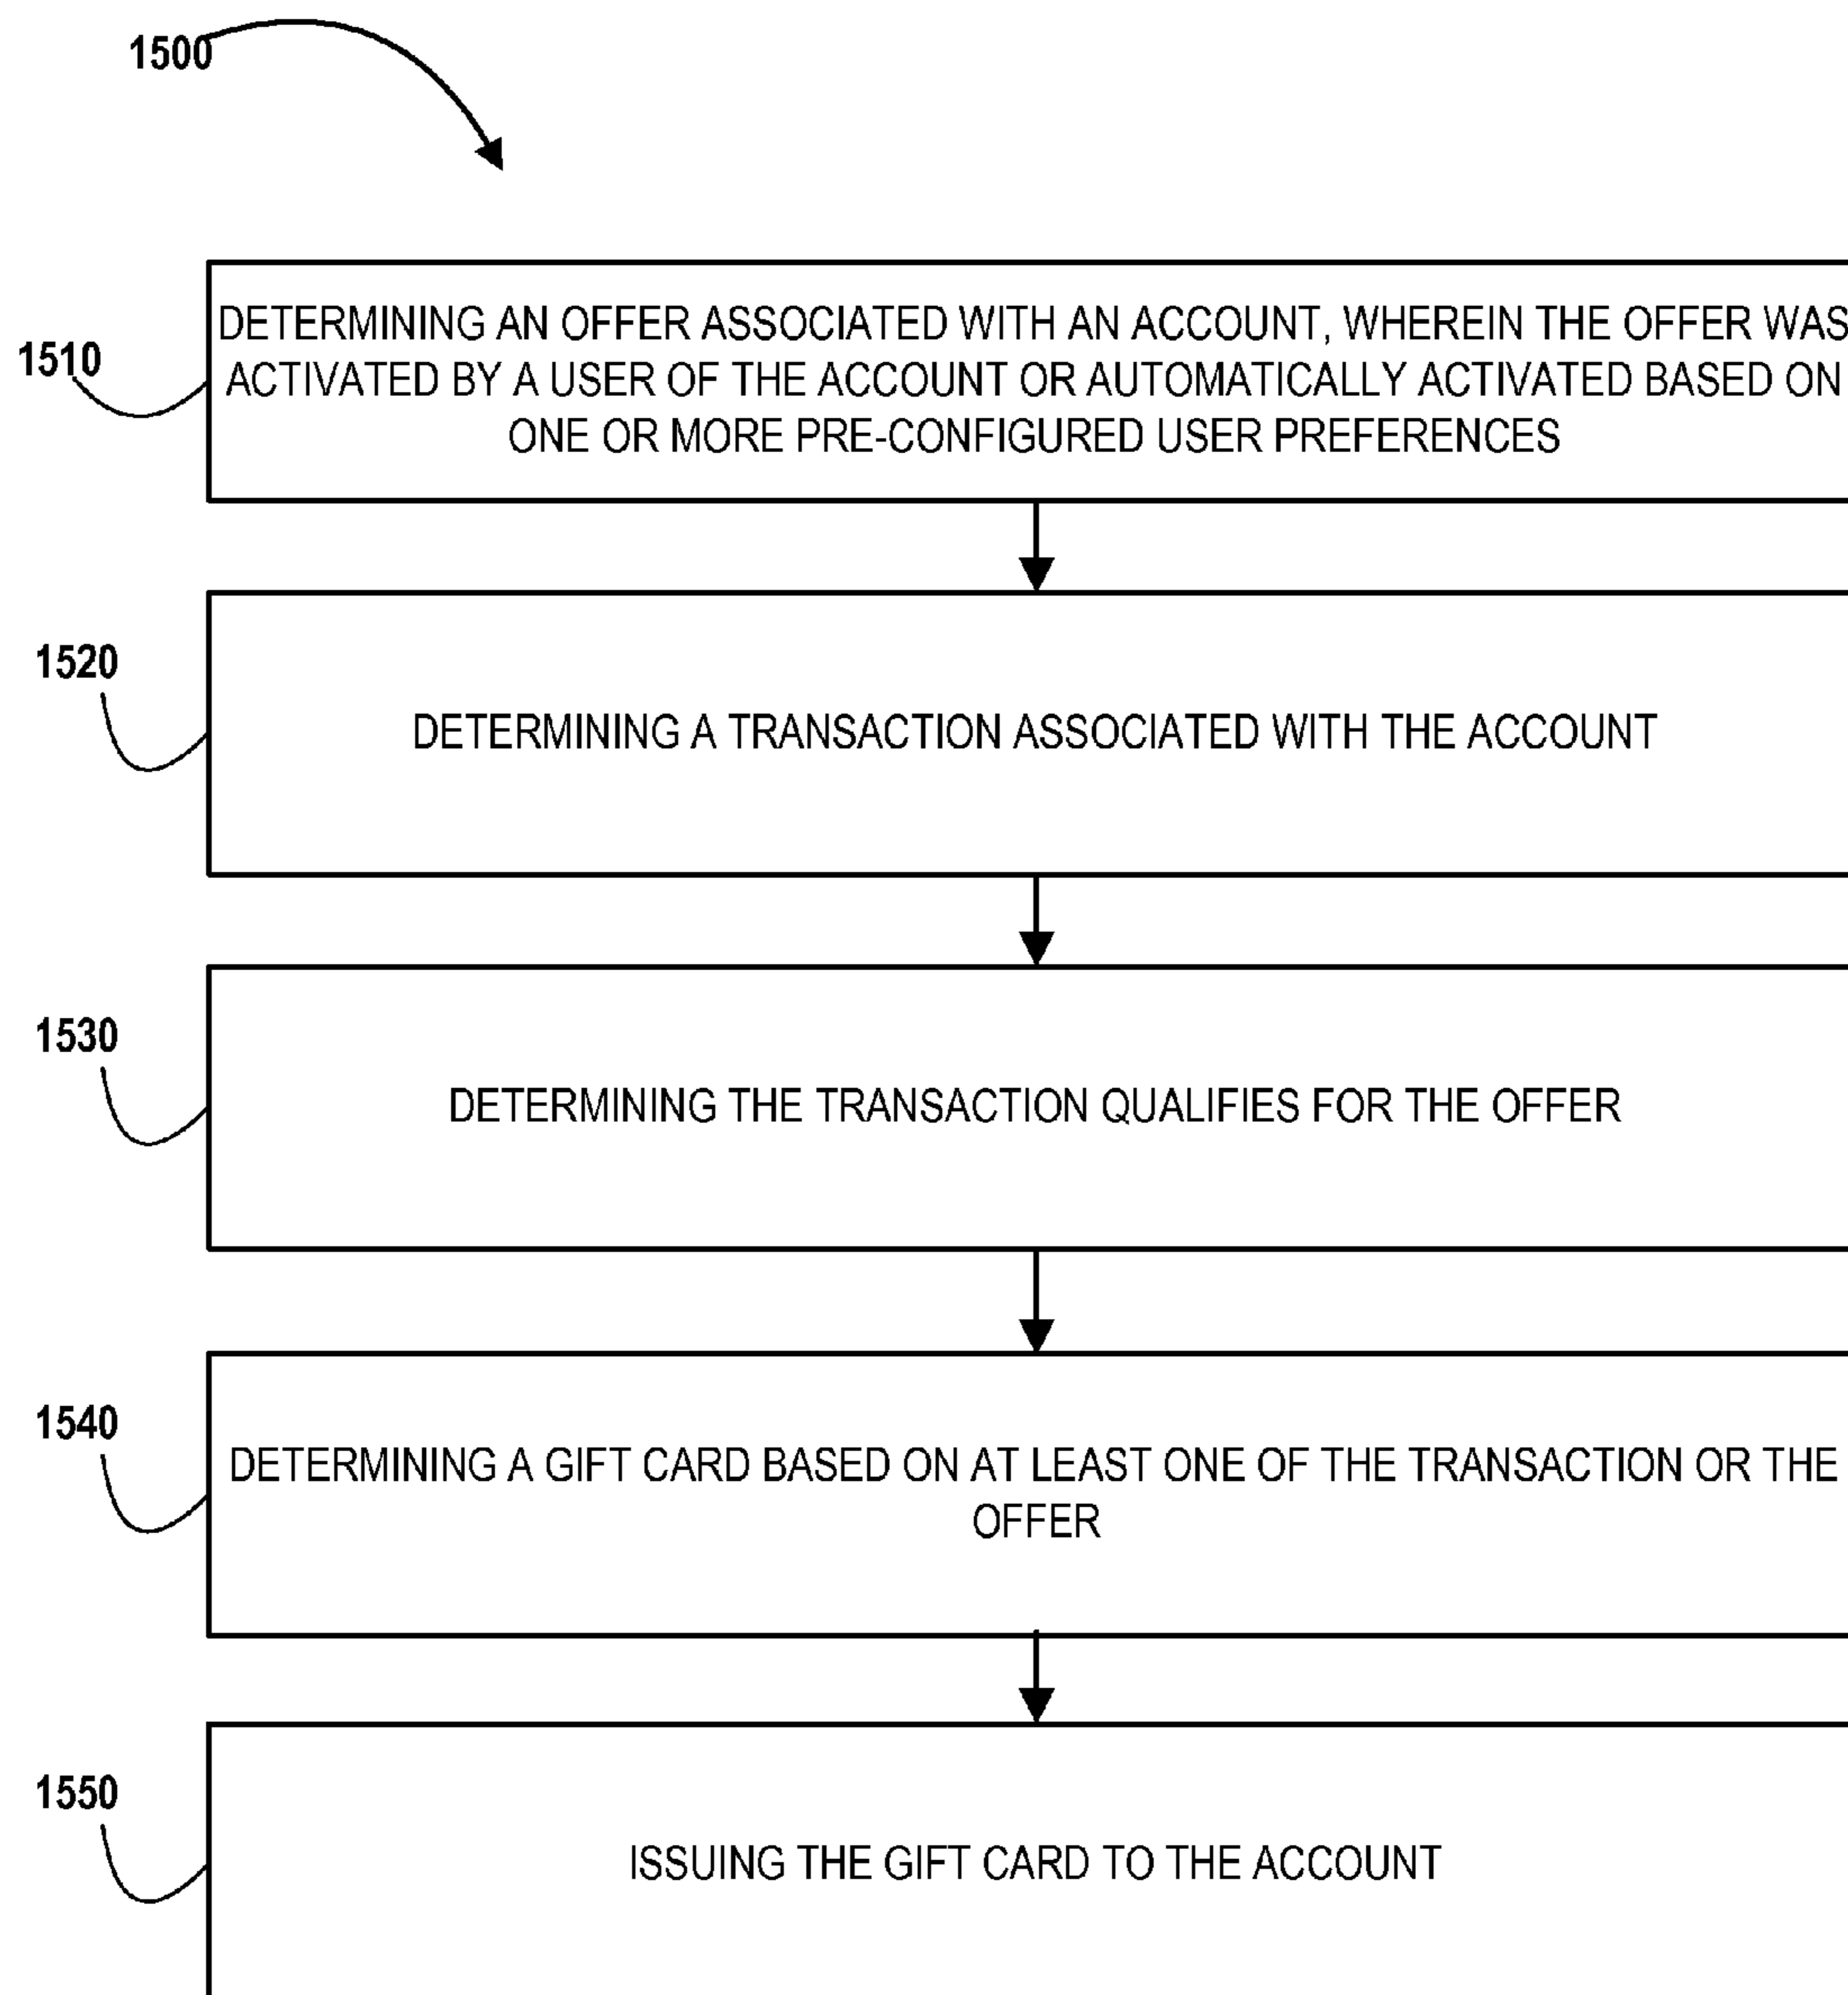 1500
1510
DETERMINING AN OFFER ASSOCIATED WITH AN ACCOUNT, WHEREIN THE OFFER WAS
ACTIVATED BY A USER OF THE ACCOUNT OR AUTOMATICALLY ACTIVATED BASED ON
ONE OR MORE PRE-CONFIGURED USER PREFERENCES
1520
DETERMINING A TRANSACTION ASSOCIATED WITH THE ACCOUNT
1530
DETERMINING THE TRANSACTION QUALIFIES FOR THE OFFER
1540
DETERMINING A GIFT CARD BASED ON AT LEAST ONE OF THE TRANSACTION OR THE
OFFER
1550
ISSUING THE GIFT CARD TO THE ACCOUNT